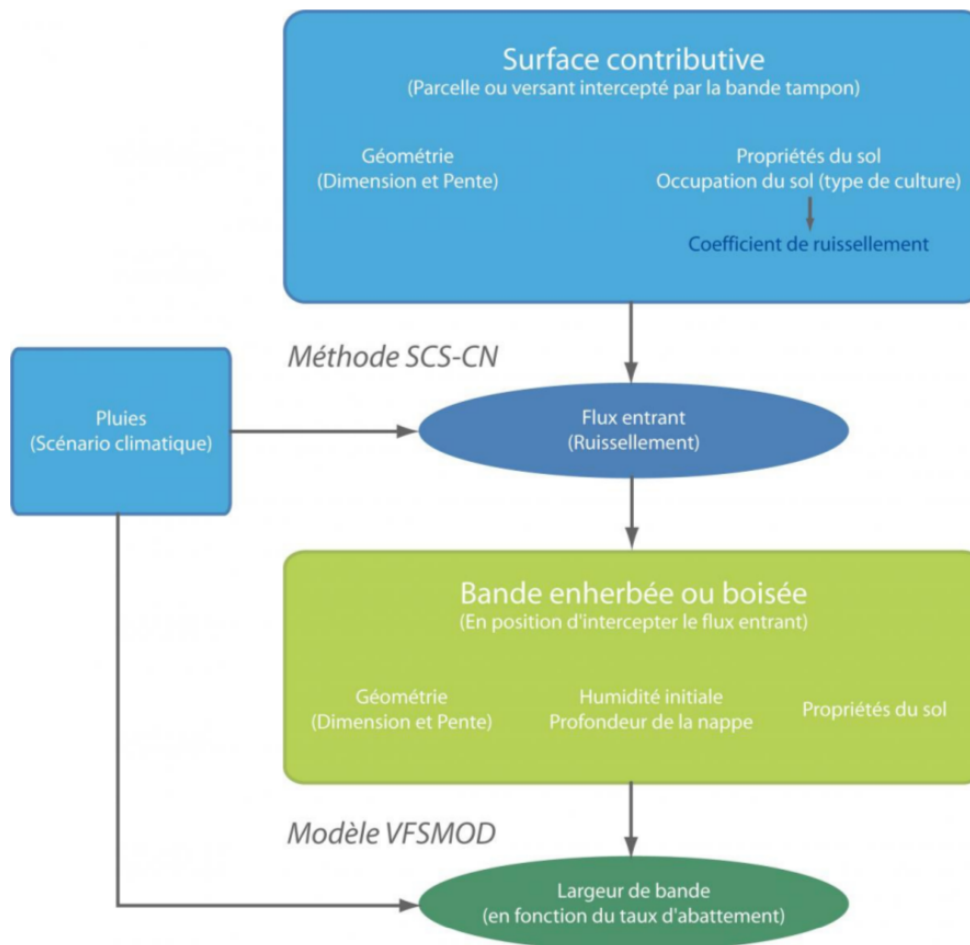 Surface contributive
(Parcelle ou versant intercepté par la bande tampon)
Géométrie
(Dimension et Pente)
Propriétés du sol
Occupation du sol (type de culture)
Coefficient de ruissellement
Méthode SCS-CN
Pluies
(Scénario climatique)
Flux entrant
(Ruissellement)
Bande enherbée ou boisée
(En position d'intercepter le flux entrant)
Géométrie
(Dimension et Pente)
Humidité initiale
Profondeur de la nappe
Propriétés du sol
Modèle VFSMOD
Largeur de bande
(en fonction du taux d'abattement)